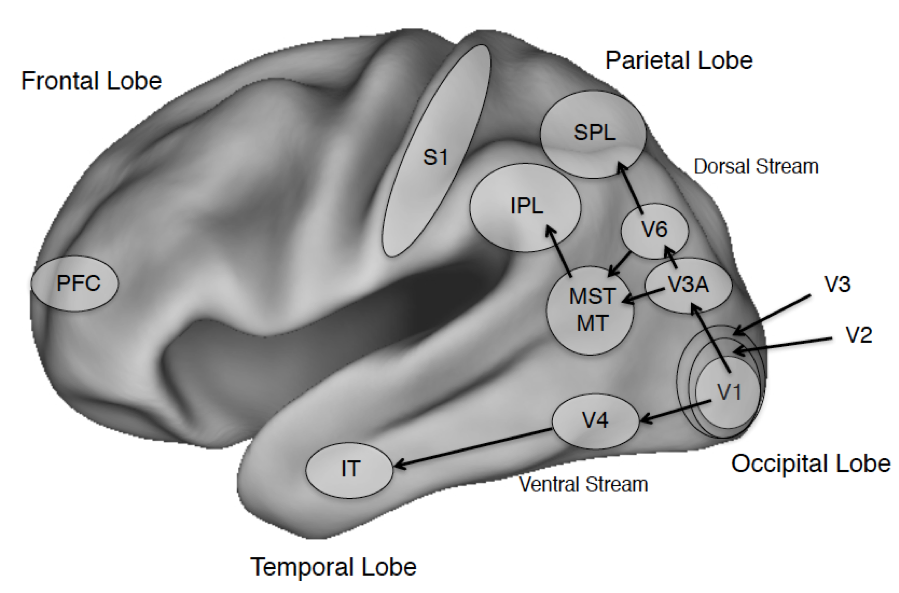 Parietal Lobe
Frontal Lobe
SPL
S1
Dorsal Stream
IPL
V6
PFC
V3A
V3
MST
MT
V2
V1
V4
Occipital Lobe
IT
Ventral Stream
Temporal Lobe